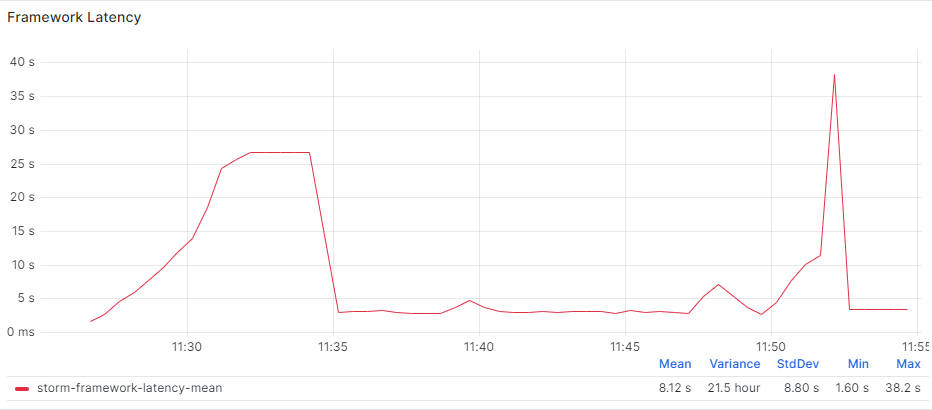 Framework Latency
40 s
35 s
30 s
25 s
20 s
15 s
10 s
5 s
0 ms
11:30 11:35 11:40 11:45 11:50 11:55
Mean Variance StdDev Min Max
storm-framework-latency-mean 8.12 s 21.5 hour 8.80 s 1.60 s 38.2 s